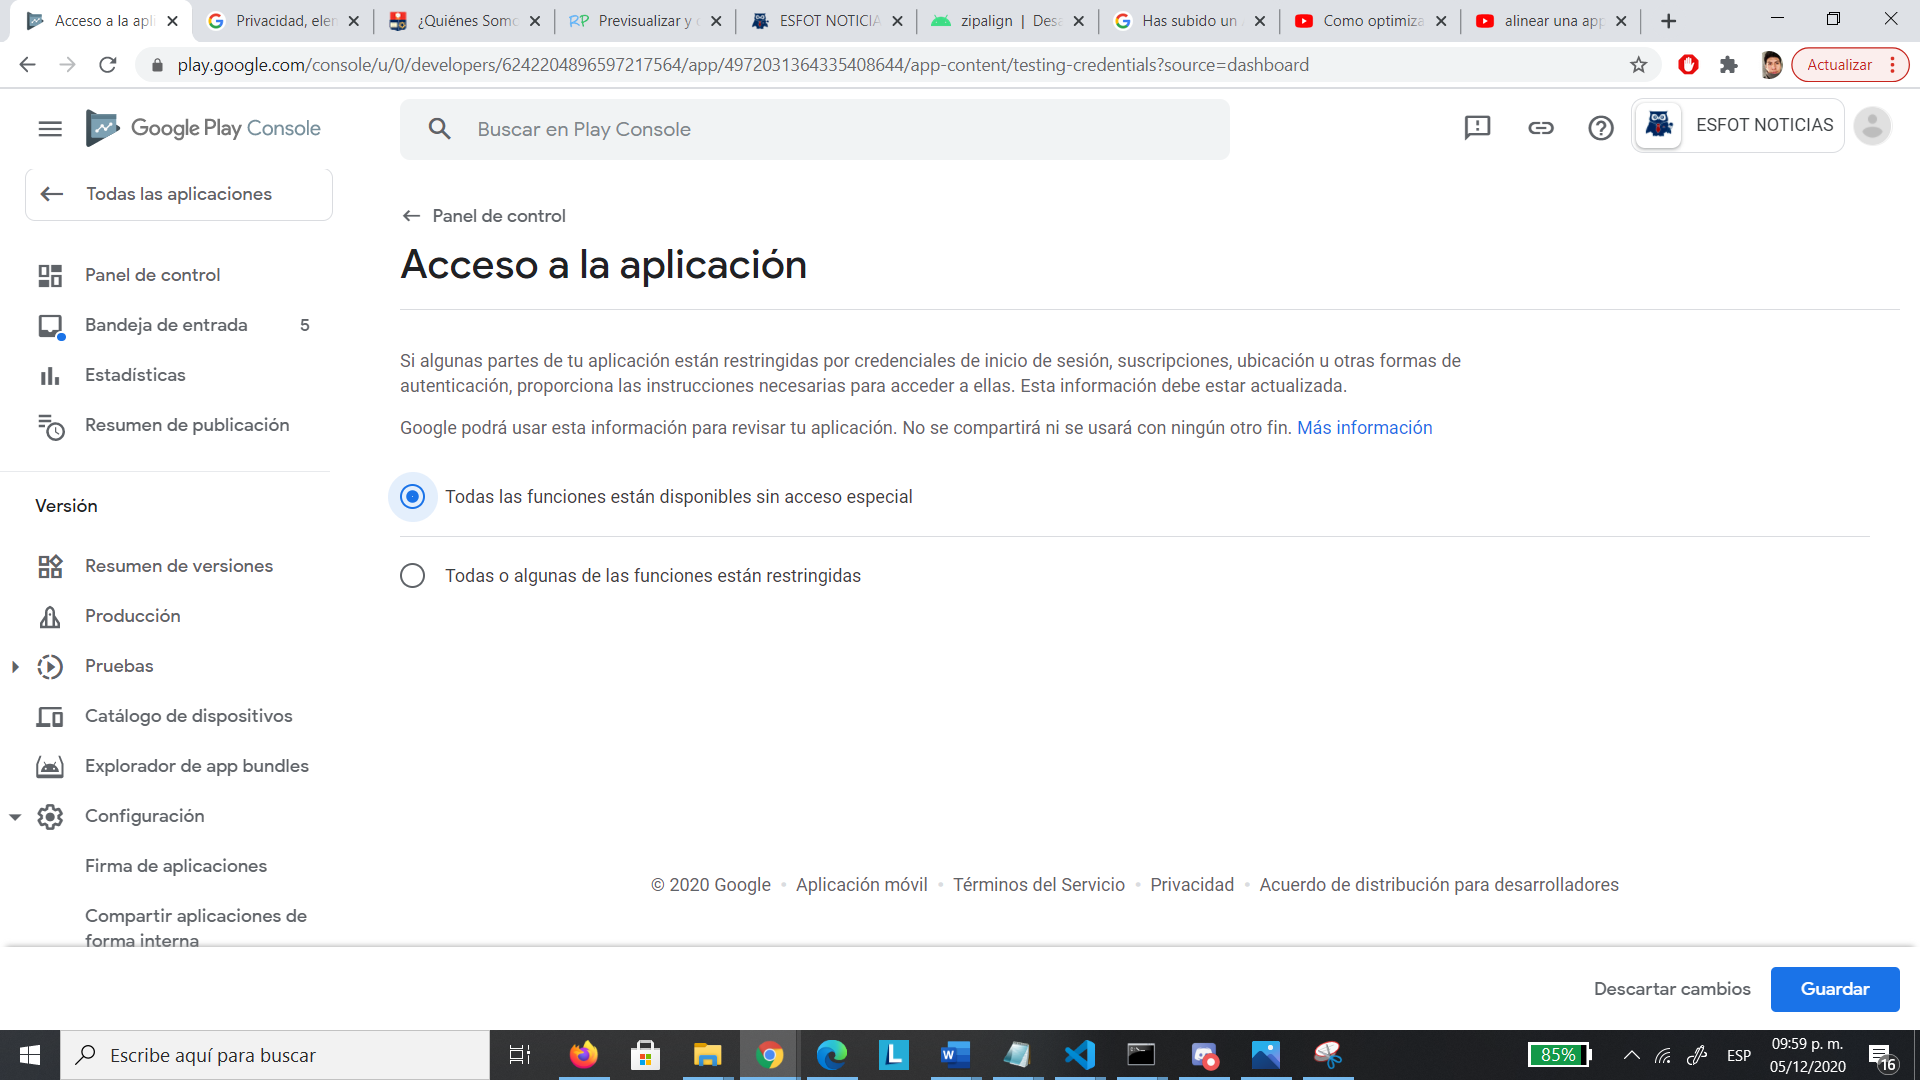 Acceso a la apli
Privacidad, eler
¿Quiénes Somo
Previsualizar y
ESFOT NOTICIA
zipalign | Desa
Has subido un
Como optimiza
alinear una app
play.google.com/console/u/0/developers/6242204896597217564/app/4972031364335408644/app-content/testing-credentials?source=dashboard
Actualizar
Google Play Console
Buscar en Play Console
ESFOT NOTICIAS
Todas las aplicaciones
Panel de control
Bandeja de entrada 5
Estadísticas
Resumen de publicación
Versión
Resumen de versiones
Producción
Pruebas
Catálogo de dispositivos
Explorador de app bundles
Configuración
Firma de aplicaciones
Compartir aplicaciones de
forma interna
Panel de control
Acceso a la aplicación
Si algunas partes de tu aplicación están restringidas por credenciales de inicio de sesión, suscripciones, ubicación u otras formas de
autenticación, proporciona las instrucciones necesarias para acceder a ellas. Esta información debe estar actualizada.
Google podrá usar esta información para revisar tu aplicación. No se compartirá ni se usará con ningún otro fin. Más información
Todas las funciones están disponibles sin acceso especial
Todas o algunas de las funciones están restringidas
© 2020 Google • Aplicación móvil • Términos del Servicio • Privacidad • Acuerdo de distribución para desarrolladores
Descartar cambios
Guardar
Escribe aquí para buscar
85%
ESP
09:59 p. m.
05/12/2020
16